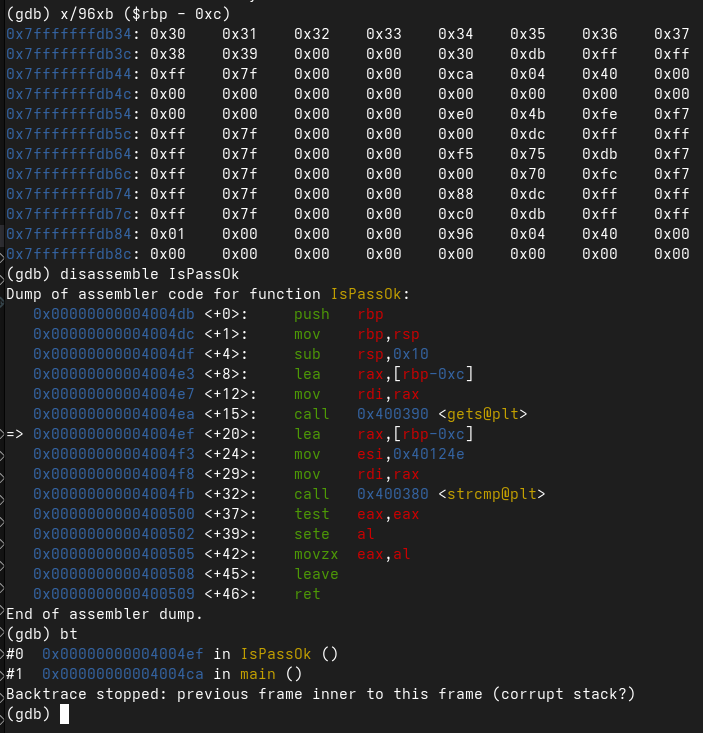 (gdb) x/96xb ($rbp - 0xc)
0x7fffffffdb34: 0x30 0x31 0x32 0x33 0x34 0x35 0x36 0x37
0x7fffffffdb3c: 0x38 0x39 0x00 0x00 0x30 0xdb 0xff 0xff
0x7fffffffdb44: 0xff 0x7f 0x00 0x00 0xca 0x04 0x40 0x00
0x7fffffffdb4c: 0x00 0x00 0x00 0x00 0x00 0x00 0x00 0x00
0x7fffffffdb54: 0x00 0x00 0x00 0x00 0xe0 0x4b 0xfe 0xf7
0x7fffffffdb5c: 0xff 0x7f 0x00 0x00 0x00 0xdc 0xff 0xff
0x7fffffffdb64: 0xff 0x7f 0x00 0x00 0xf5 0x75 0xdb 0xf7
0x7fffffffdb6c: 0xff 0x7f 0x00 0x00 0x00 0x70 0xfc 0xf7
0x7fffffffdb74: 0xff 0x7f 0x00 0x00 0x88 0xdc 0xff 0xff
0x7fffffffdb7c: 0xff 0x7f 0x00 0x00 0xc0 0xdb 0xff 0xff
0x7fffffffdb84: 0x01 0x00 0x00 0x00 0x96 0x04 0x40 0x00
0x7fffffffdb8c: 0x00 0x00 0x00 0x00 0x00 0x00 0x00 0x00
(gdb) disassemble IsPassOk
Dump of assembler code for function IsPassOk:
0x00000000004004db <+0>: push rbp
0x00000000004004dc <+1>: mov rbp,rsp
0x00000000004004df <+4>: sub rsp,0x10
0x00000000004004e3 <+8>: lea rax,[rbp-0xc]
0x00000000004004e7 <+12>: mov rdi,rax
0x00000000004004ea <+15>: call 0x400390 <gets@plt>
=> 0x00000000004004ef <+20>: lea rax,[rbp-0xc]
0x00000000004004f3 <+24>: mov esi,0x40124e
0x00000000004004f8 <+29>: mov rdi,rax
0x00000000004004fb <+32>: call 0x400380 <strcmp@plt>
0x0000000000400500 <+37>: test eax,eax
0x0000000000400502 <+39>: sete al
0x0000000000400505 <+42>: movzx eax,al
0x0000000000400508 <+45>: leave
0x0000000000400509 <+46>: ret
End of assembler dump.
(gdb) bt
#0 0x00000000004004ef in IsPassOk ()
#1 0x00000000004004ca in main ()
Backtrace stopped: previous frame inner to this frame (corrupt stack?)
(gdb)